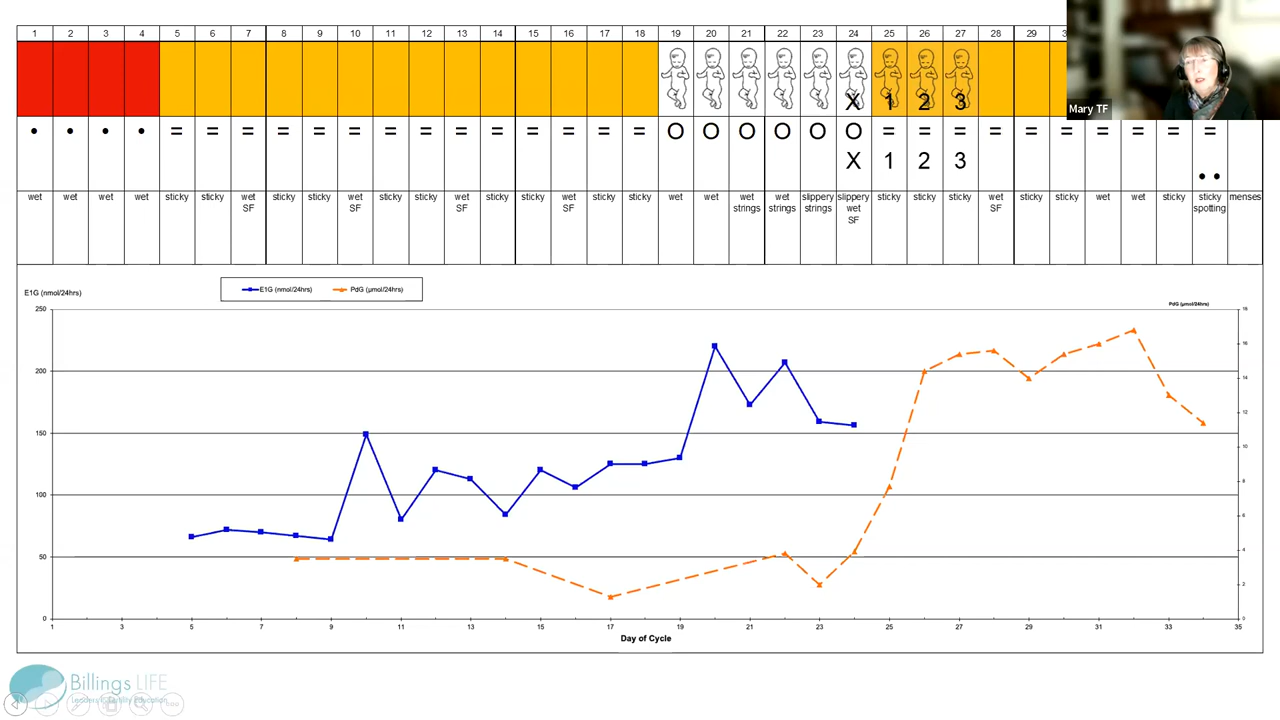 1 2 3 4 5 6 7 8 9 10 11 12 13 14 15 16 17 18 19 20 21 22 23 24 25 26 27 28 29
X 1 2 3
Mary TF
• • • • = = = = = = = = = = = = = = O O O O O O = = = = = = = = = =
X 1 2 3 • •
wet wet wet wet sticky sticky wet sticky sticky wet sticky sticky wet sticky sticky wet sticky sticky wet wet wet wet slippery slippery sticky sticky sticky wet sticky sticky wet wet sticky sticky menses
SF SF SF SF strings strings strings wet SF spotting
SF
E1G (nmol/24hrs) PdG (µmol/24hrs)
E1G (nmol/24hrs)
PdG (µmol/24hrs)
250 18
16
200
14
12
150
10
100
8
6
50 4
2
0 0
1 3 5 7 9 11 13 15 17 19 21 23 25 27 29 31 33 35
Day of Cycle
Billings LIFE
Leaders in Fertility Education